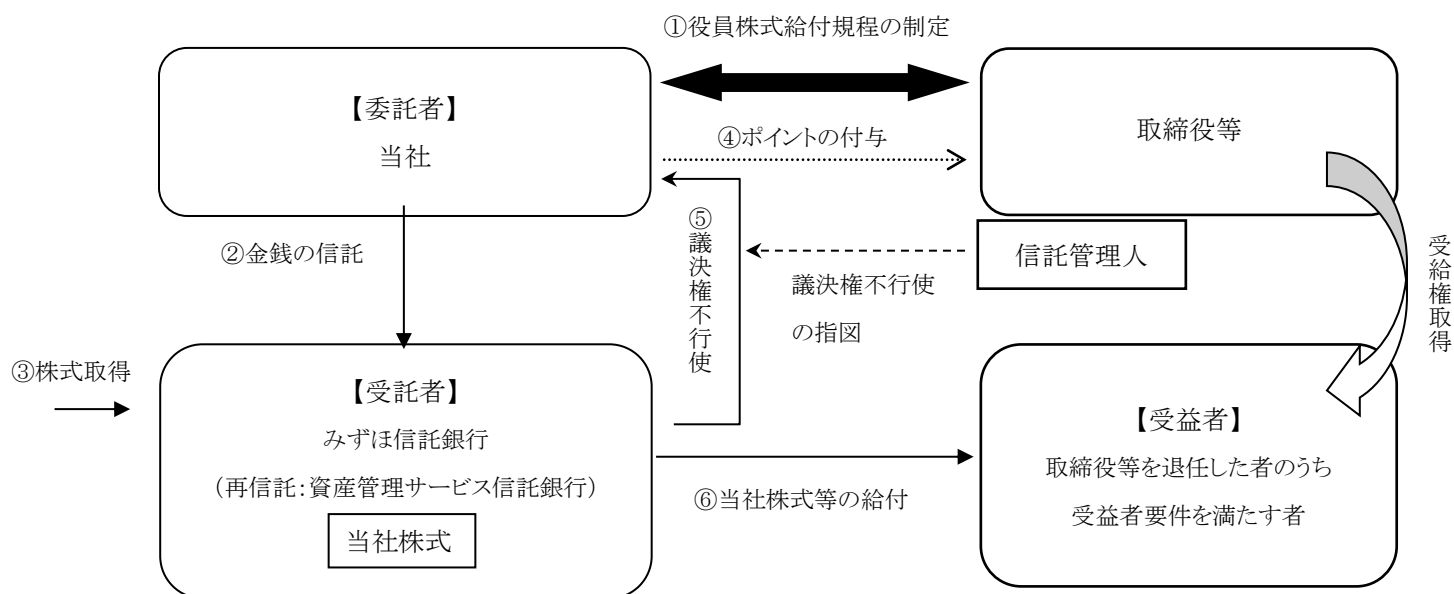 ①役員株式給付規程の制定
【委託者】
当社
④ポイントの付与
取締役等
②金銭の信託
⑤議決権不行使
議決権不行使
の指図
信託管理人
受給権取得
③株式取得
【受託者】
みずほ信託銀行
(再信託:資産管理サービス信託銀行)
当社株式
⑥当社株式等の給付
【受益者】
取締役等を退任した者のうち
受益者要件を満たす者